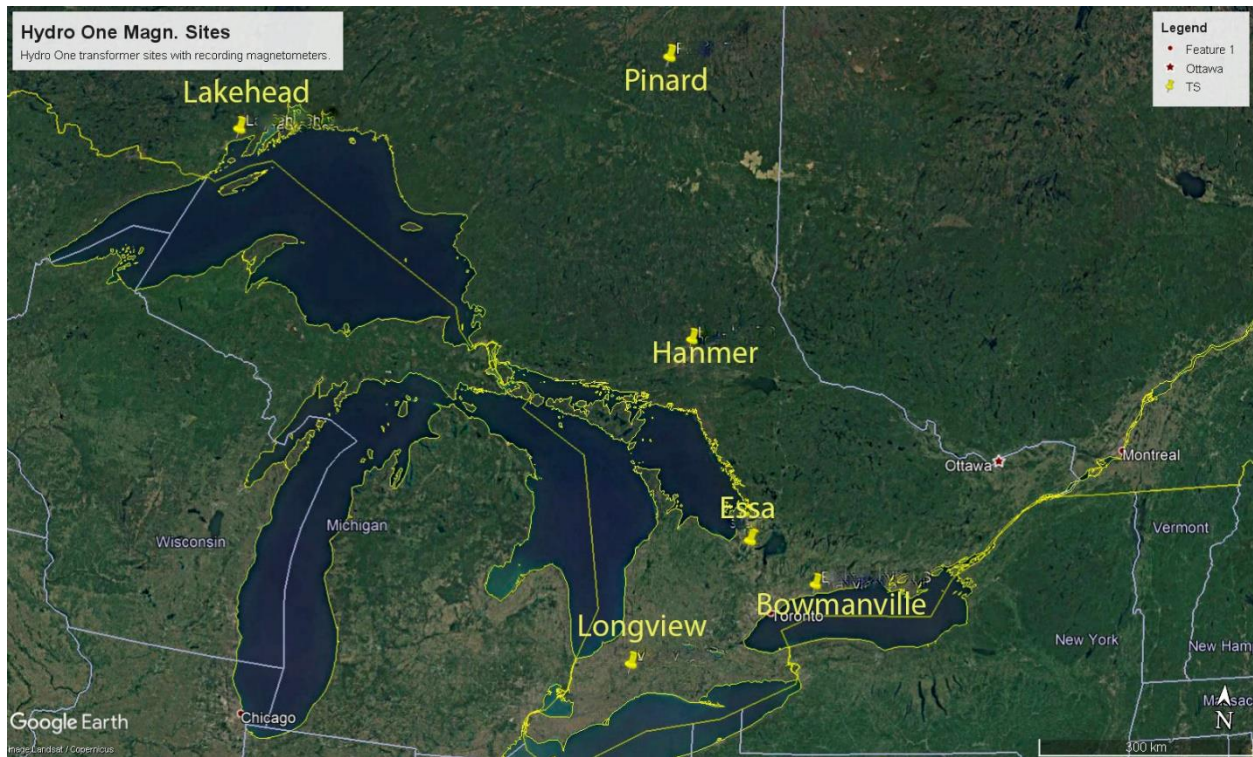 Hydro One Magn. Sites
Hydro One transformer sites with recording magnetometers.
Legend
Feature 1
Ottawa
TS
Pinard
Lakehead
Hanmer
Ottawa
Montreal
Essa
Michigan
Wisconsin
Vermont
Bowmanville
Toronto
Longview
New York
New Ham
Massac
Chicago
Google Earth
N
Image Landsat / Copernicus
300 km